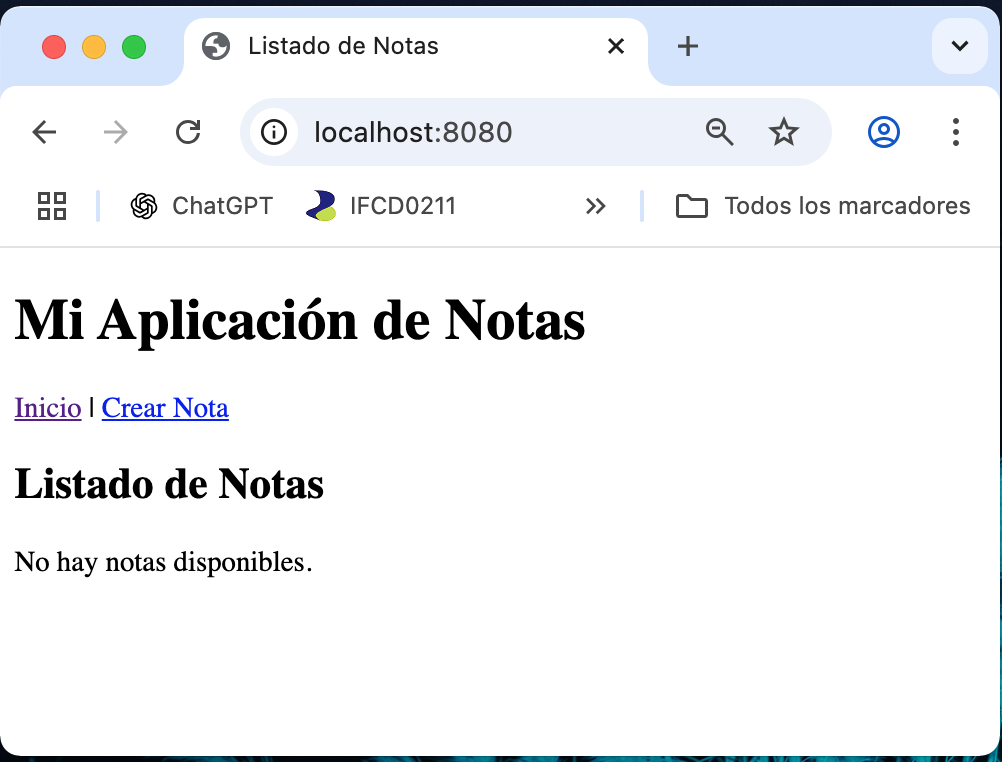 Listado de Notas
localhost:8080
ChatGPT IFCD0211 Todos los marcadores
Mi Aplicación de Notas
Inicio | Crear Nota
Listado de Notas
No hay notas disponibles.